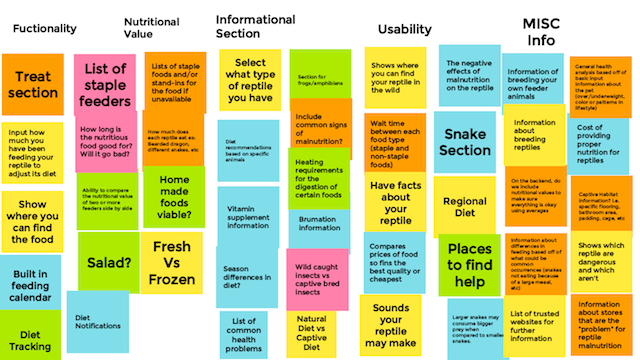 Fuctionality
Nutritional
Value
Informational
Section
Usability
MISC
Info
Treat
section
Input how
much you have
been feeding
your reptile
to adjust its diet
Show
where you
can find
the food
Built in
feeding
calendar
Diet
Tracking
List of
staple
feeders
How long is
the nutritious
food good for?
Will it go bad?
Ability to compare
the nutritional value
of two or more
feeders side by side
Salad?
Diet
Notifications
Lists of staple
foods and/or
stand-ins for
the food if
unavailable
How much does
each reptile eat ex:
Bearded dragon,
different snakes, etc
Home
made
foods
viable?
Fresh
Vs
Frozen
Select
what type
of reptile
you have
Diet
recommendations
based on specific
animals
Vitamin
supplement
information
Season
differences in
diet?
List of
common
health
problems
Section for
frogs/amphibians
Include
common signs
of
malnutrition?
Heating
requirements
for the
digestion of
certain foods
Brumation
information
Wild caught
insects vs
captive bred
insects
Natural
Diet vs
Captive Diet
Shows where
you can find
your reptile in
the wild
Wait time
between each
food type
(staple and
non-staple
foods)
Have facts
about
your
reptile
Compares
prices of food
so fins the
best quality or
cheapest
Sounds
your
reptile
may make
The negative
effects of
malnutrition
on the reptile
Snake
Section
Regional
Diet
Places
to find
help
Larger snakes may
consume bigger
prey when
compared to smaller
snakes.
Information of
breeding your
own feeder
animals
Information
about
breeding
reptiles
On the backend, do we
include nutritional
values to make
sure everything is
okay using averages
Information about
differences in
feeding based off of
what could be
common
occurrences (snakes
not eating because
of a large meaal,
etc)
List of trusted
websites for
further
information
General health
analysis based off of
basic input
information about
the pet
(over/underweight,
color or patterns in
lifestyle)
Cost of
providing
proper
nutrition for
reptiles
Captive Habitat
information? i.e.
specific flooring,
bathroom area,
padding, cage, etc
Shows which
reptile are
dangerous
and which
aren't
Information
about stores
that are the
"problem" for
reptile
malnutrition